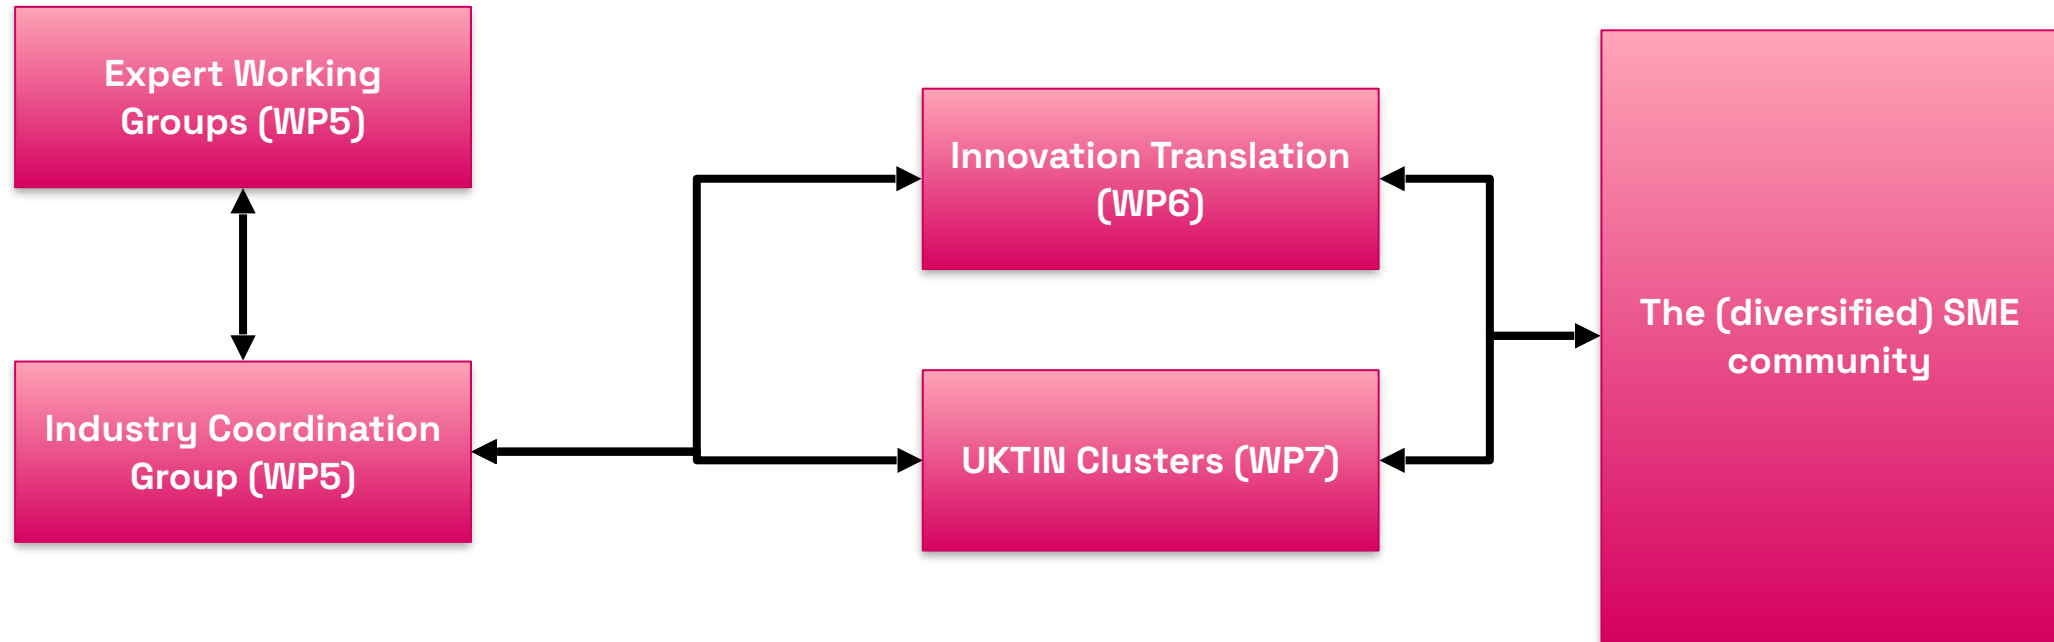 Expert Working
Groups (WP5)
Industry Coordination
Group (WP5)
Innovation Translation
(WP6)
UKTIN Clusters (WP7)
The (diversified) SME
community